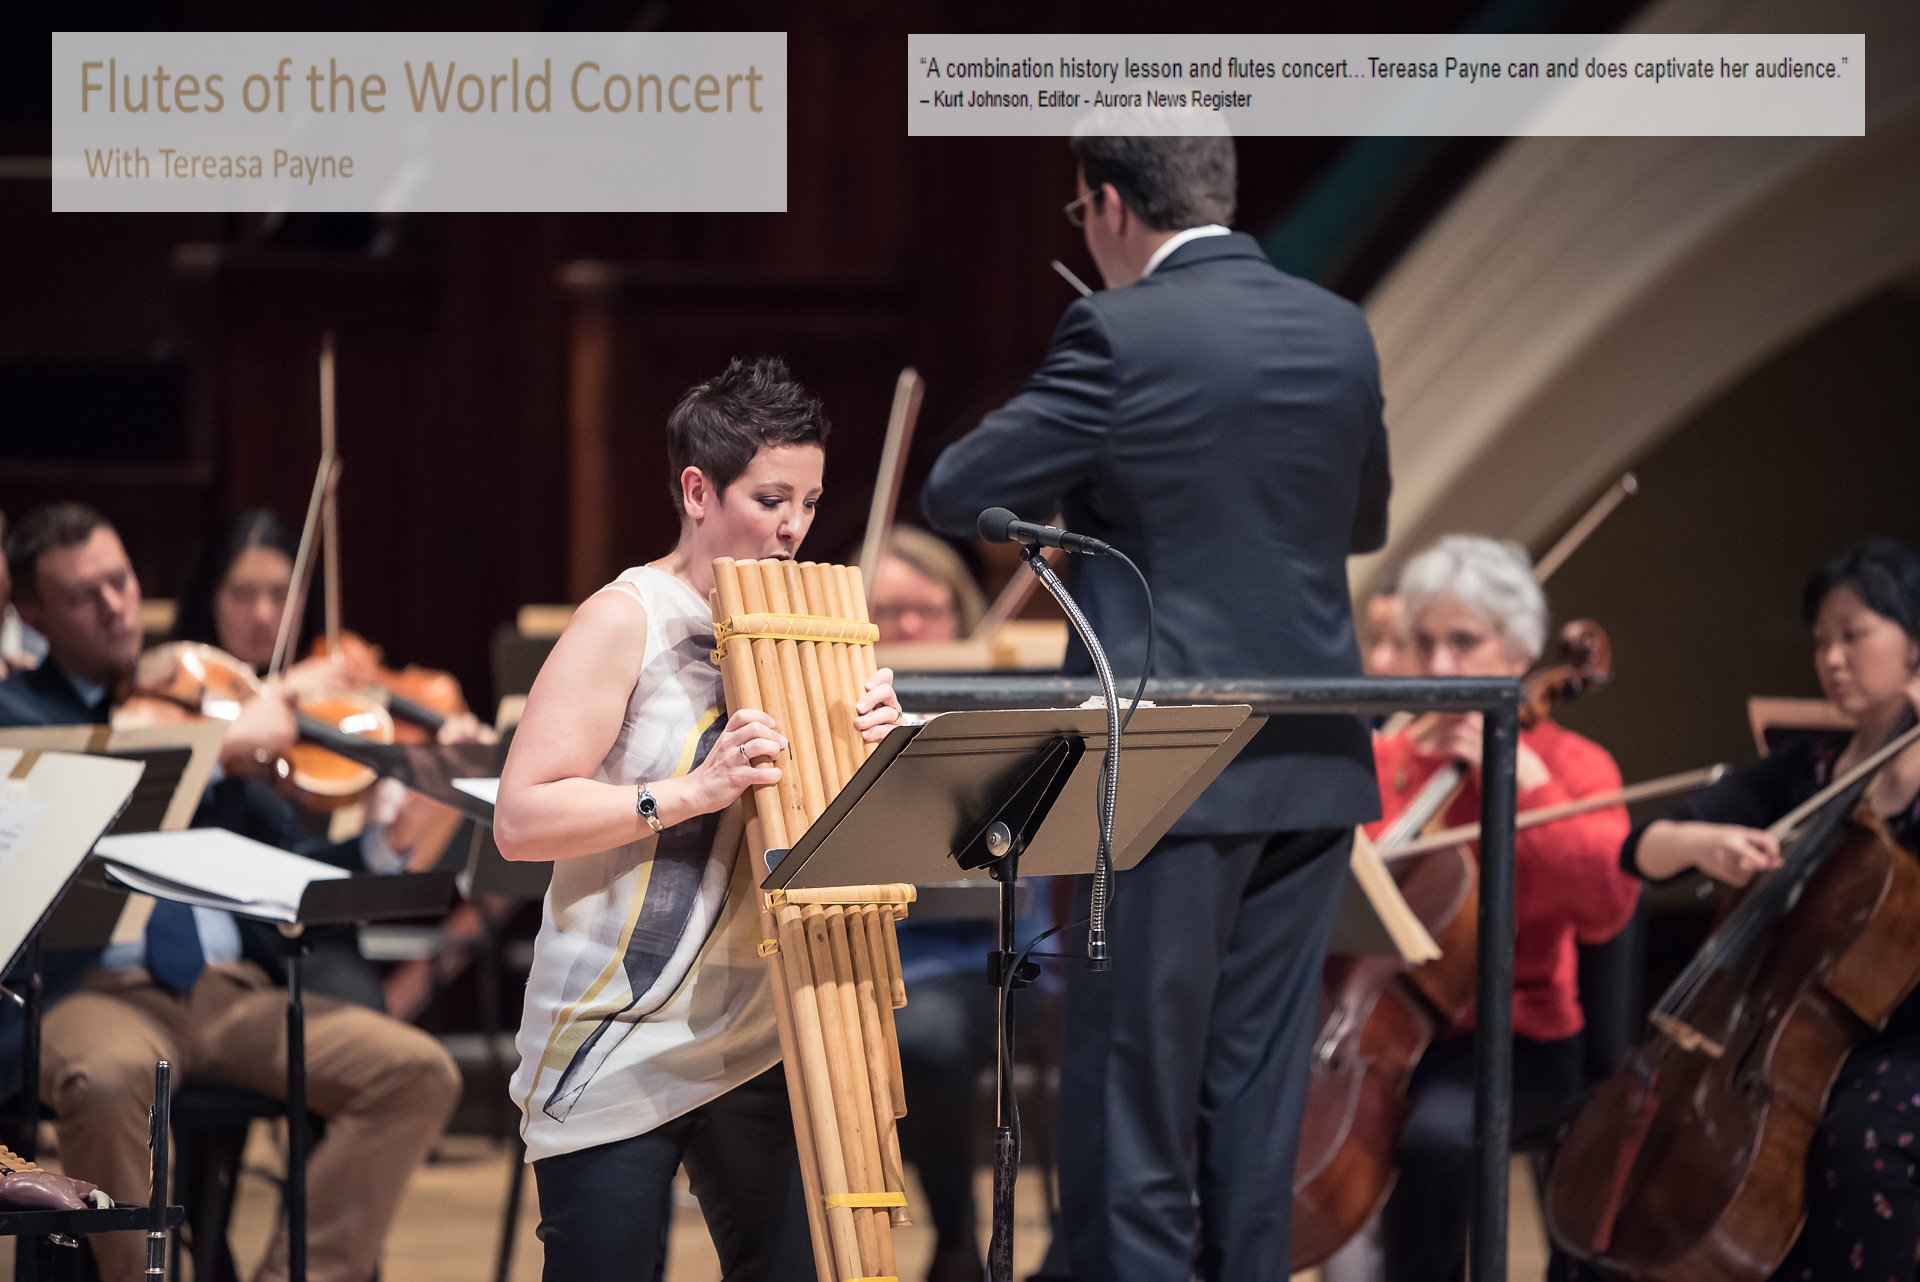 Flutes of the World Concert
With Tereasa Payne
“A combination history lesson and flutes concert…Tereasa Payne can and does captivate her audience.”
– Kurt Johnson, Editor - Aurora News Register